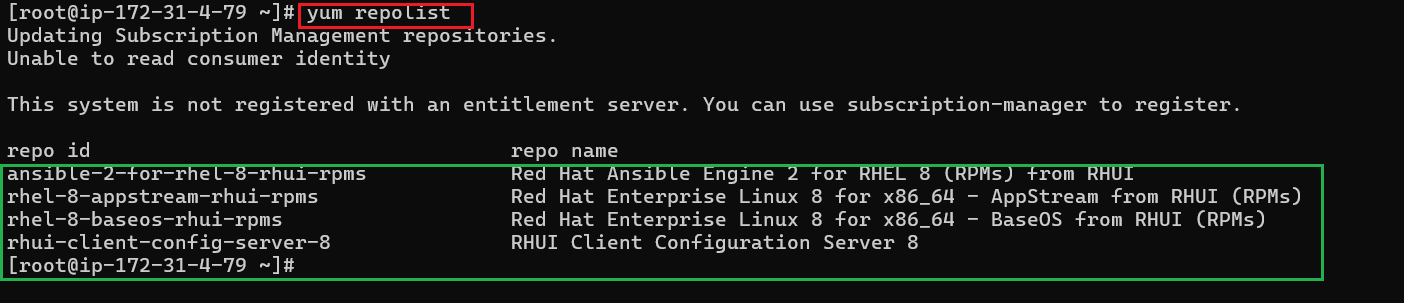 [root@ip-172-31-4-79 ~]# yum repolist
Updating Subscription Management repositories.
Unable to read consumer identity
This system is not registered with an entitlement server. You can use subscription-manager to register.
repo id repo name
ansible-2-for-rhel-8-rhui-rpms Red Hat Ansible Engine 2 for RHEL 8 (RPMs) from RHUI
rhel-8-appstream-rhui-rpms Red Hat Enterprise Linux 8 for x86_64 - AppStream from RHUI (RPMs)
rhel-8-baseos-rhui-rpms Red Hat Enterprise Linux 8 for x86_64 - BaseOS from RHUI (RPMs)
rhui-client-config-server-8 RHUI Client Configuration Server 8
[root@ip-172-31-4-79 ~]#